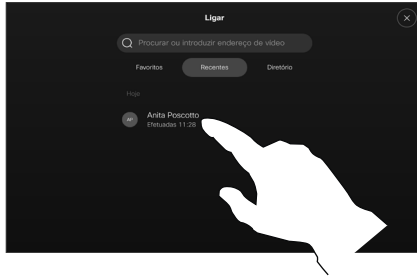 Ligar
Procurar ou introduzir endereço de vídeo
Favoritos Recentes Diretório
Hoje
AP
Anita Poscotto
Efetuadas 11:28